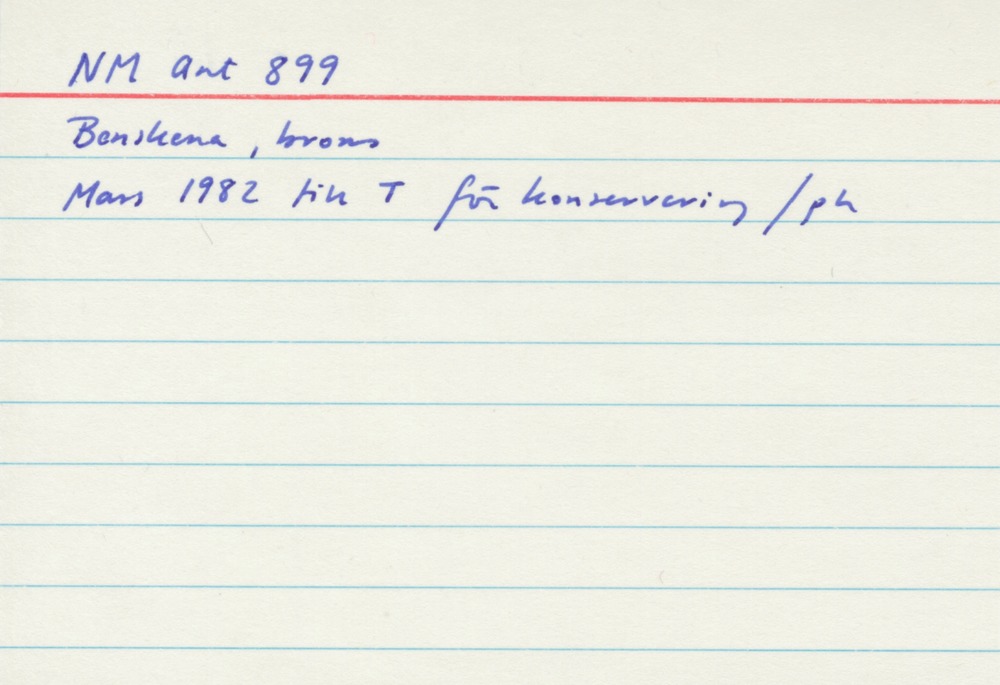 NM Ant 899
Benskena, brons
Mars 1982 till T för konservering /ph